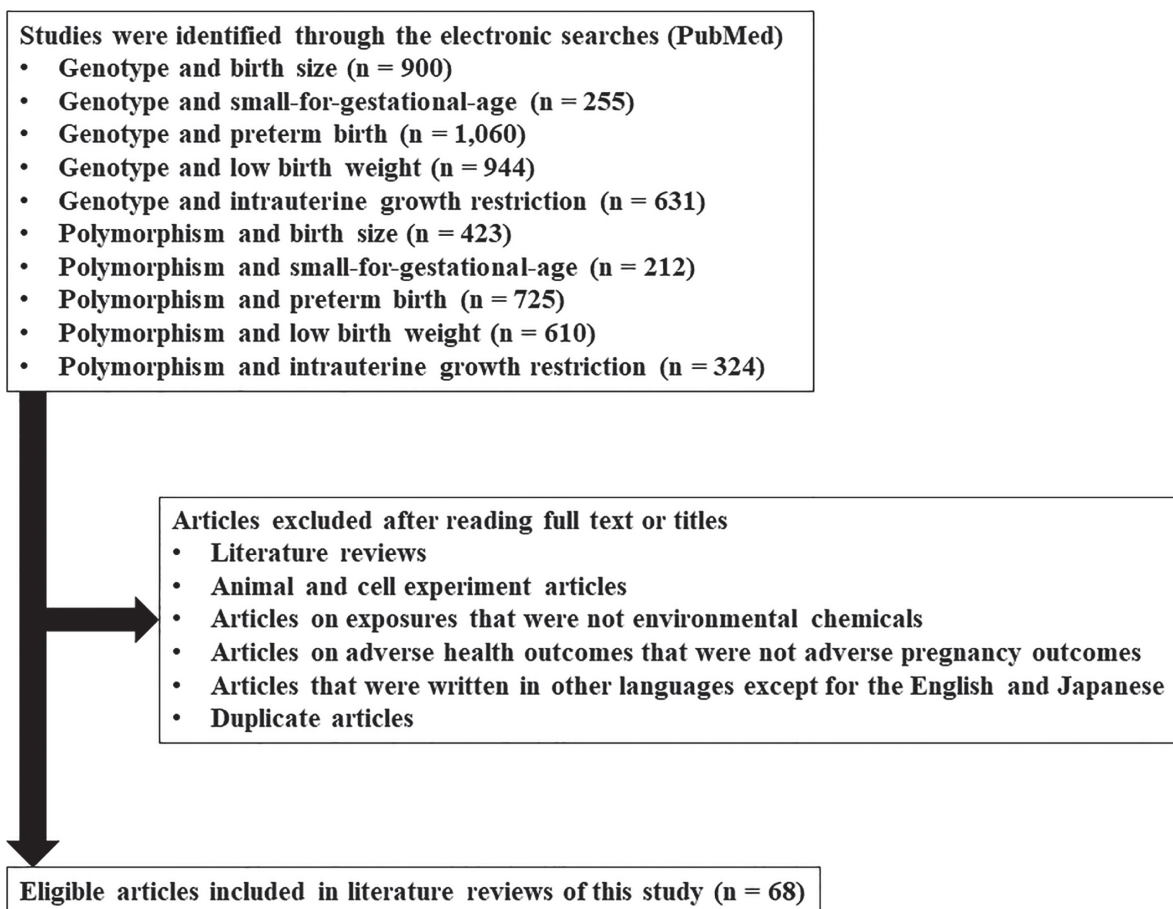 Studies were identified through the electronic searches (PubMed)
• Genotype and birth size (n = 900)
• Genotype and small-for-gestational-age (n = 255)
• Genotype and preterm birth (n = 1,060)
• Genotype and low birth weight (n = 944)
• Genotype and intrauterine growth restriction (n = 631)
• Polymorphism and birth size (n = 423)
• Polymorphism and small-for-gestational-age (n = 212)
• Polymorphism and preterm birth (n = 725)
• Polymorphism and low birth weight (n = 610)
• Polymorphism and intrauterine growth restriction (n = 324)
Articles excluded after reading full text or titles
• Literature reviews
• Animal and cell experiment articles
• Articles on exposures that were not environmental chemicals
• Articles on adverse health outcomes that were not adverse pregnancy outcomes
• Articles that were written in other languages except for the English and Japanese
• Duplicate articles
Eligible articles included in literature reviews of this study (n = 68)